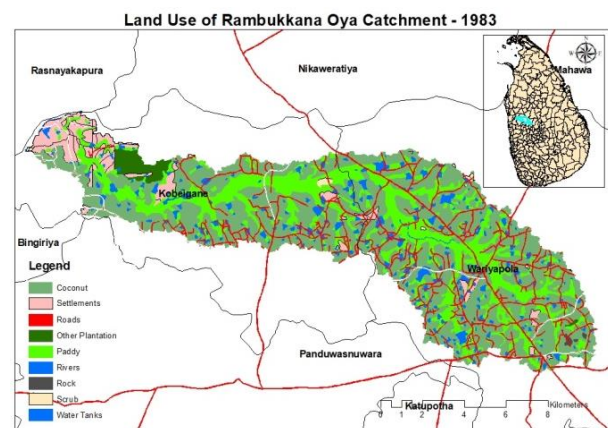 Land Use of Rambukkana Oya Catchment - 1983
Rasnayakapura
Nikaweratiya
Mahawa
N
W
E
S
Kobeigane
Bingiriya
Wariyapola
Panduwasnuwara
Katupotha
Legend
Coconut
Settlements
Roads
Other Plantation
Paddy
Rivers
Rock
Scrub
Water Tanks
Kilometers
0 1 2 4 6 8